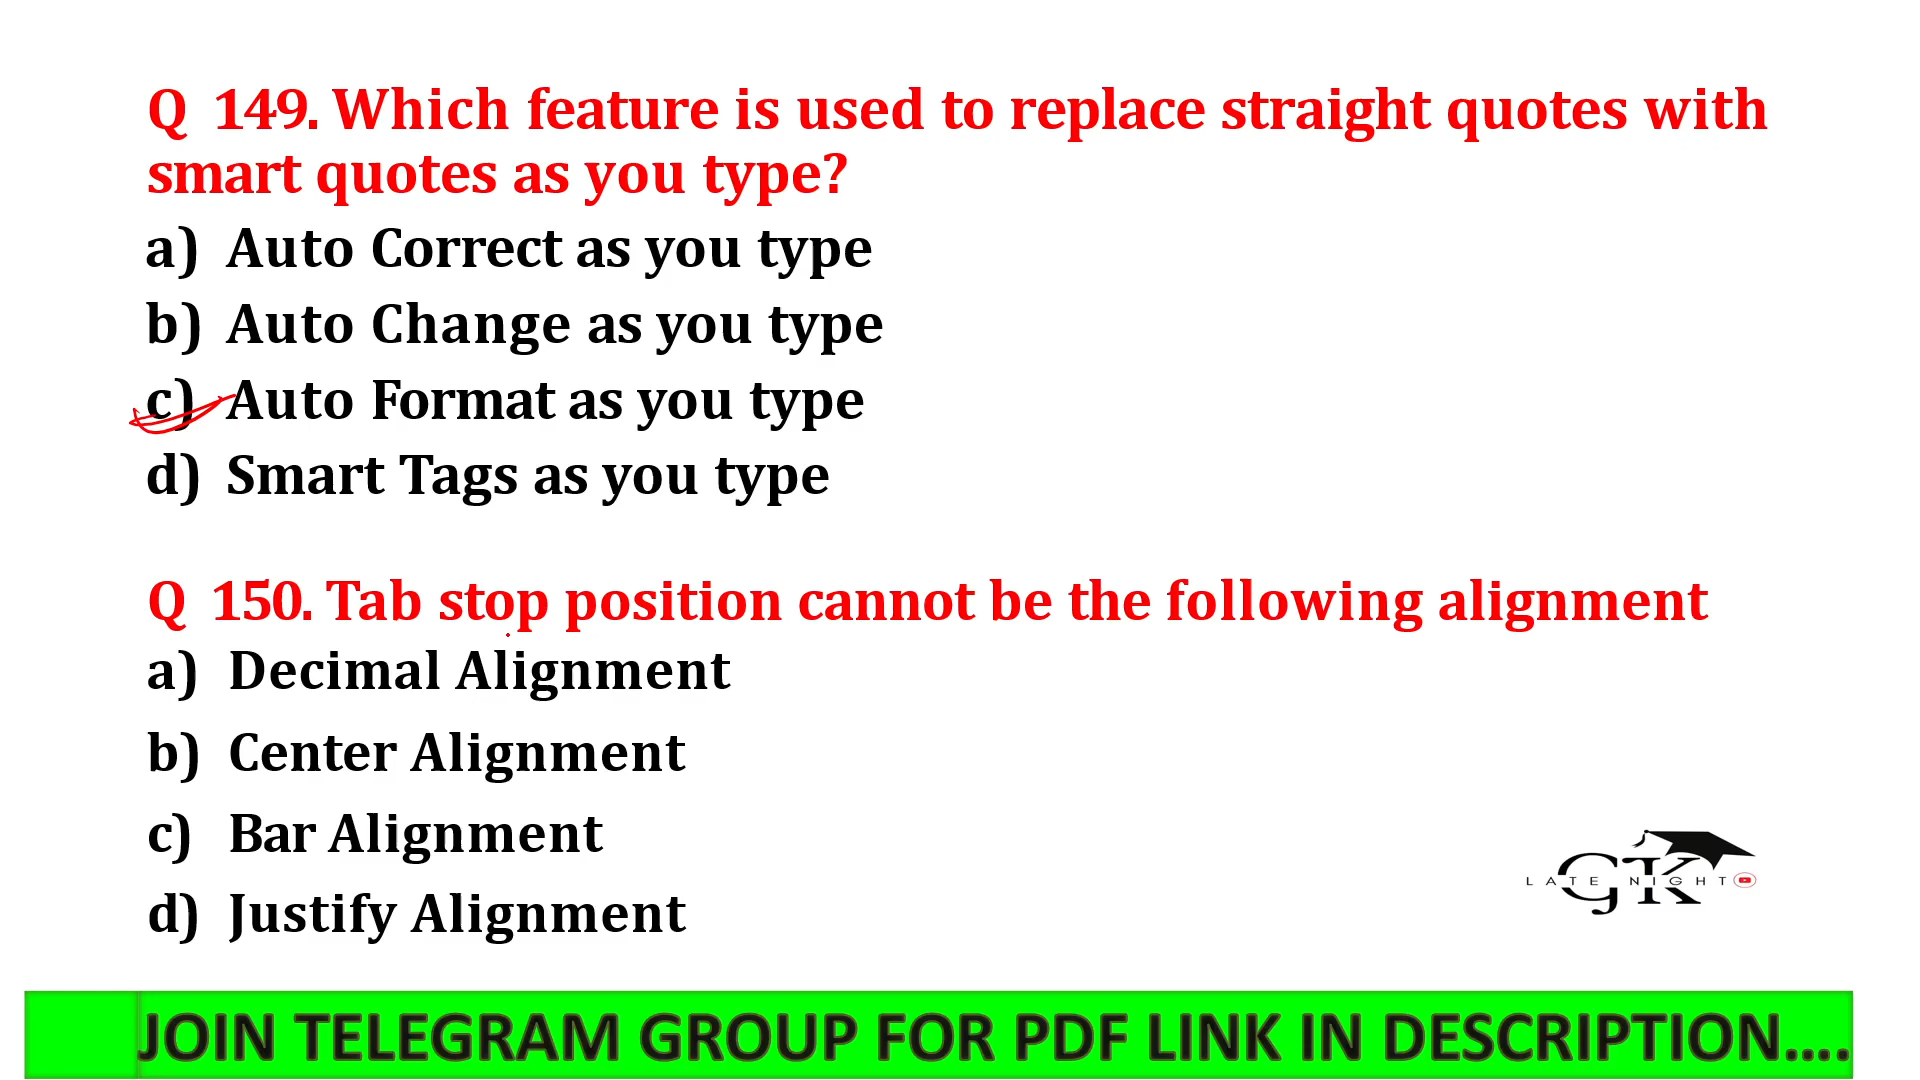 Q 149. Which feature is used to replace straight quotes with
smart quotes as you type?
a) Auto Correct as you type
b) Auto Change as you type
c) Auto Format as you type
d) Smart Tags as you type
Q 150. Tab stop position cannot be the following alignment
a) Decimal Alignment
b) Center Alignment
c) Bar Alignment
d) Justify Alignment
GK
LATE NIGHT
JOIN TELEGRAM GROUP FOR PDF LINK IN DESCRIPTION....